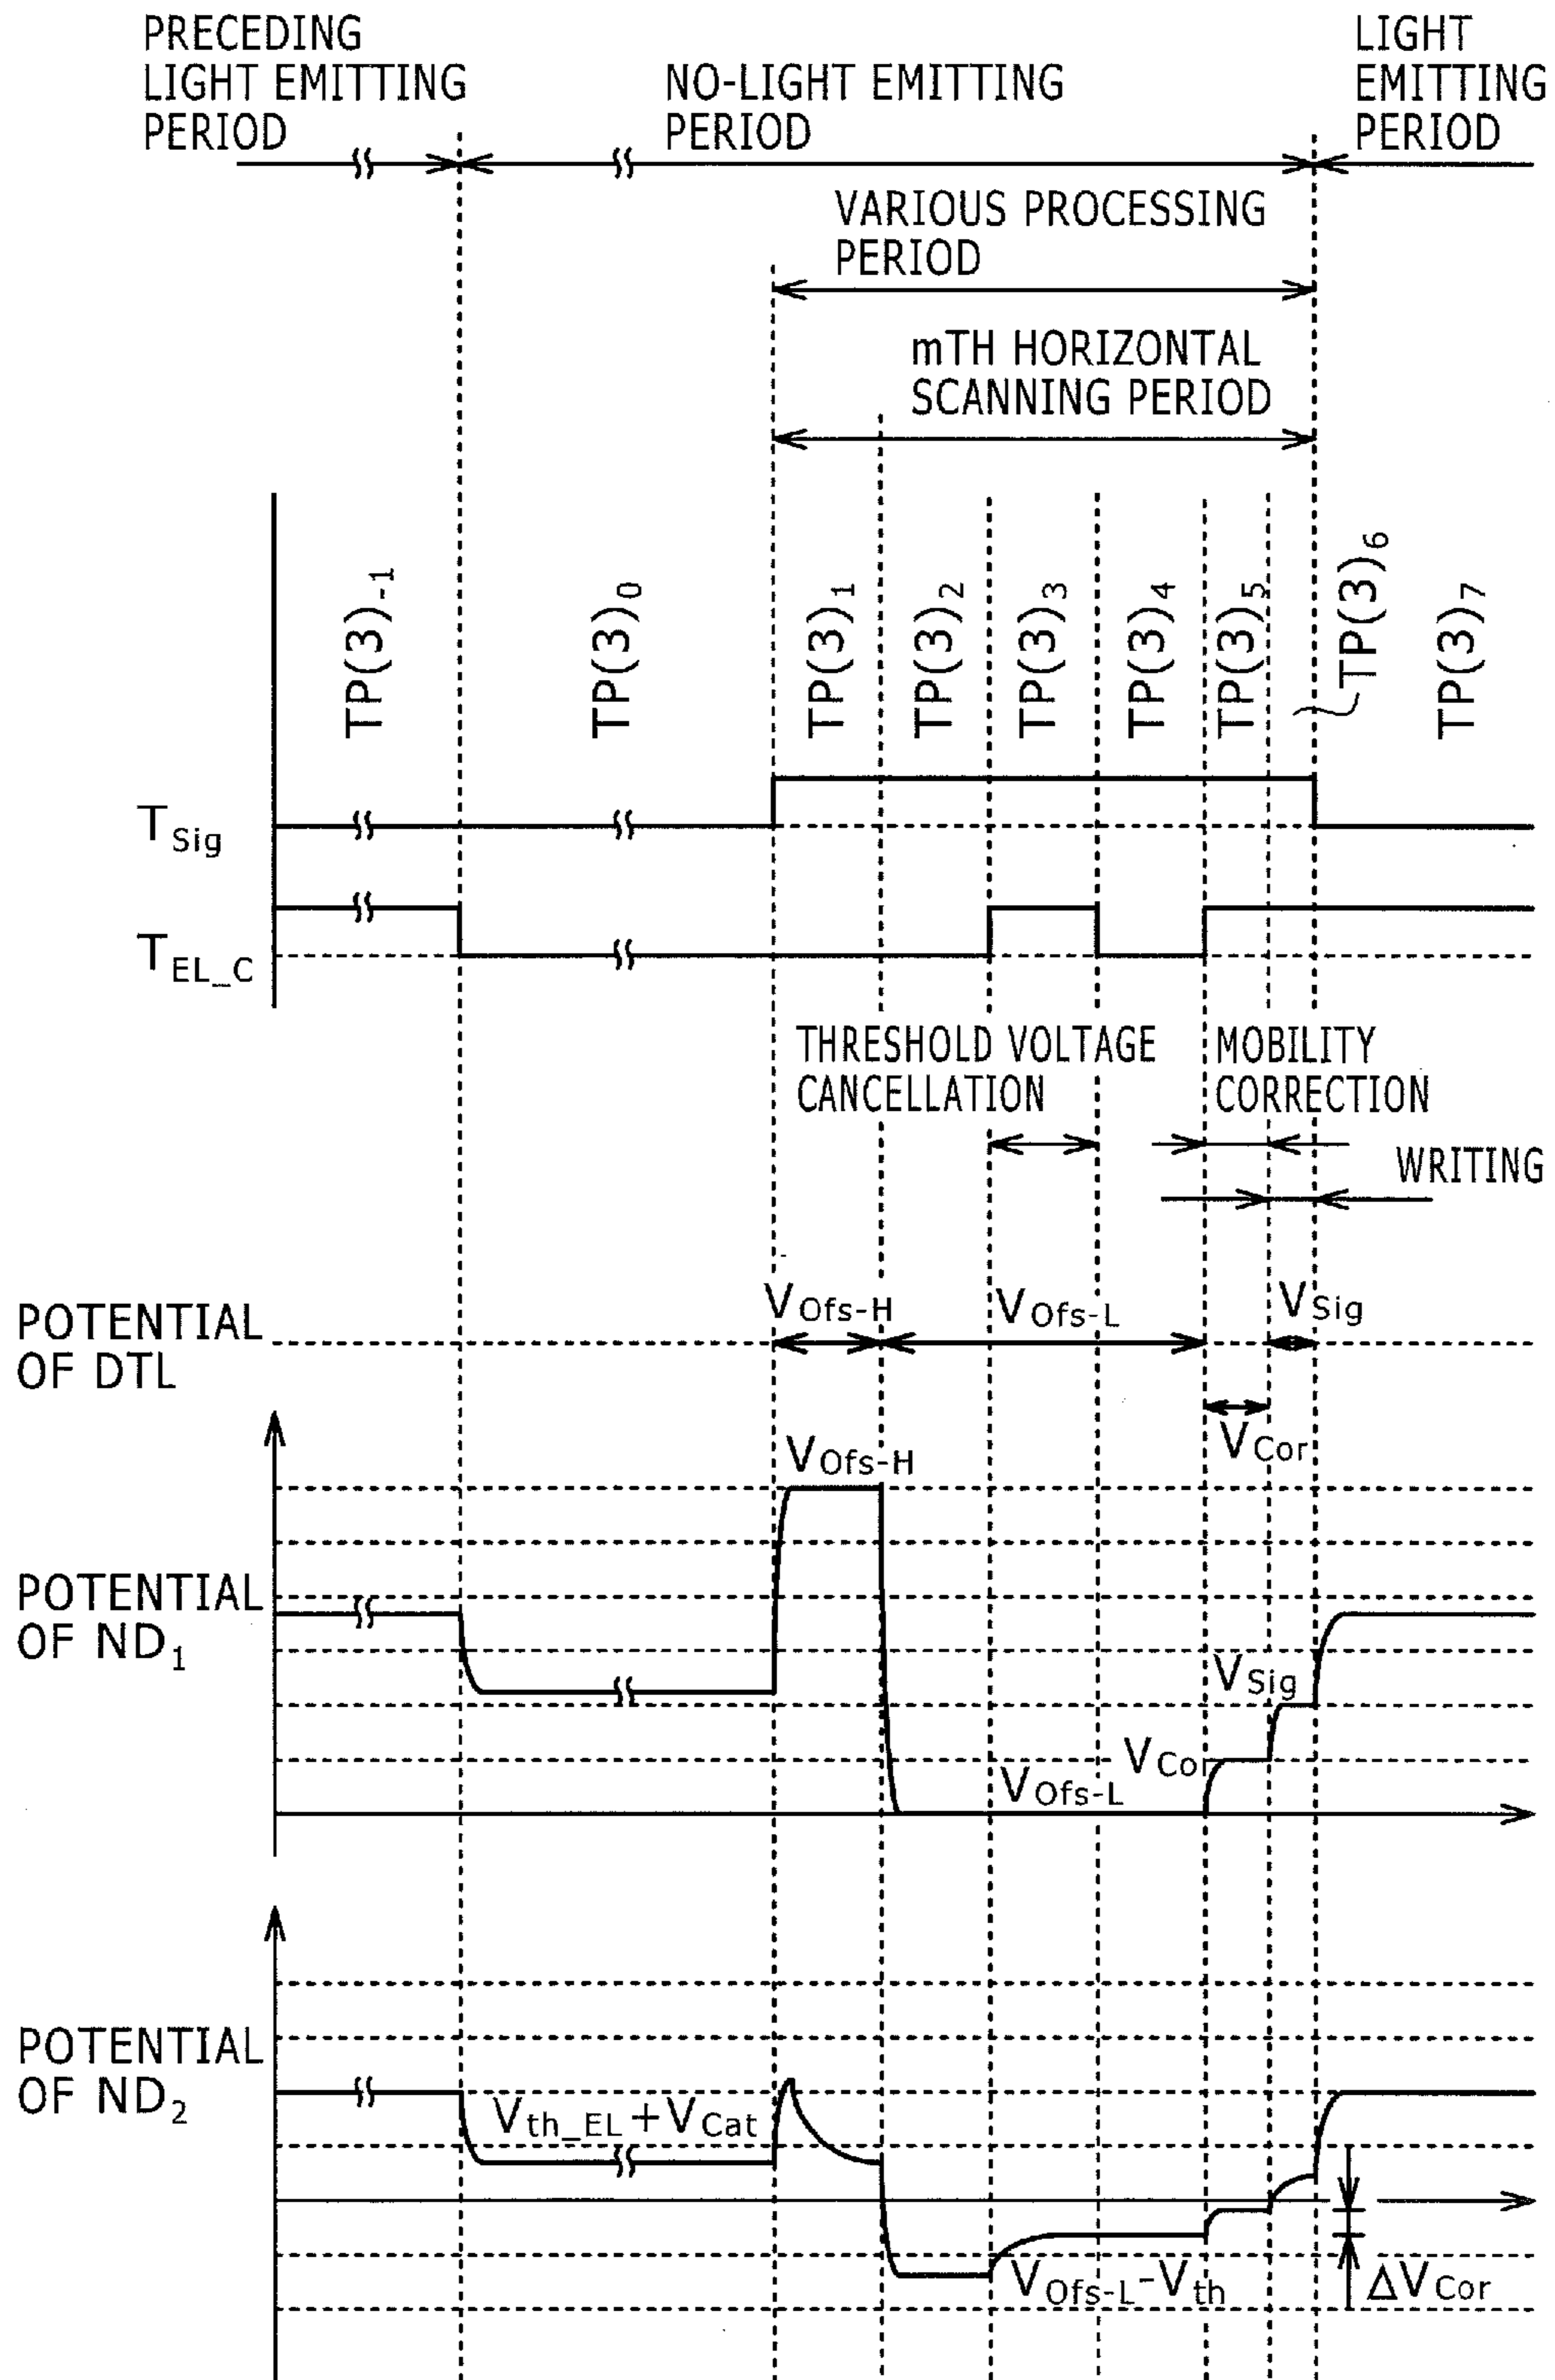 PRECEDING
LIGHT EMITTING
PERIOD
NO-LIGHT EMITTING
PERIOD
LIGHT
EMITTING
PERIOD
VARIOUS PROCESSING
PERIOD
mTH HORIZONTAL
SCANNING PERIOD
TP(3)-1
TP(3)0
TP(3)1
TP(3)2
TP(3)3
TP(3)4
TP(3)5
TP(3)6
TP(3)7
TSig
TEL_C
THRESHOLD VOLTAGE
CANCELLATION
MOBILITY
CORRECTION
WRITING
POTENTIAL
OF DTL
VOfs-H
VOfs-L
VSig
VCor
POTENTIAL
OF ND1
VOfs-H
VSig
VCor
VOfs-L
POTENTIAL
OF ND2
Vth_EL+VCat
VOfs-L-Vth
ΔVCor